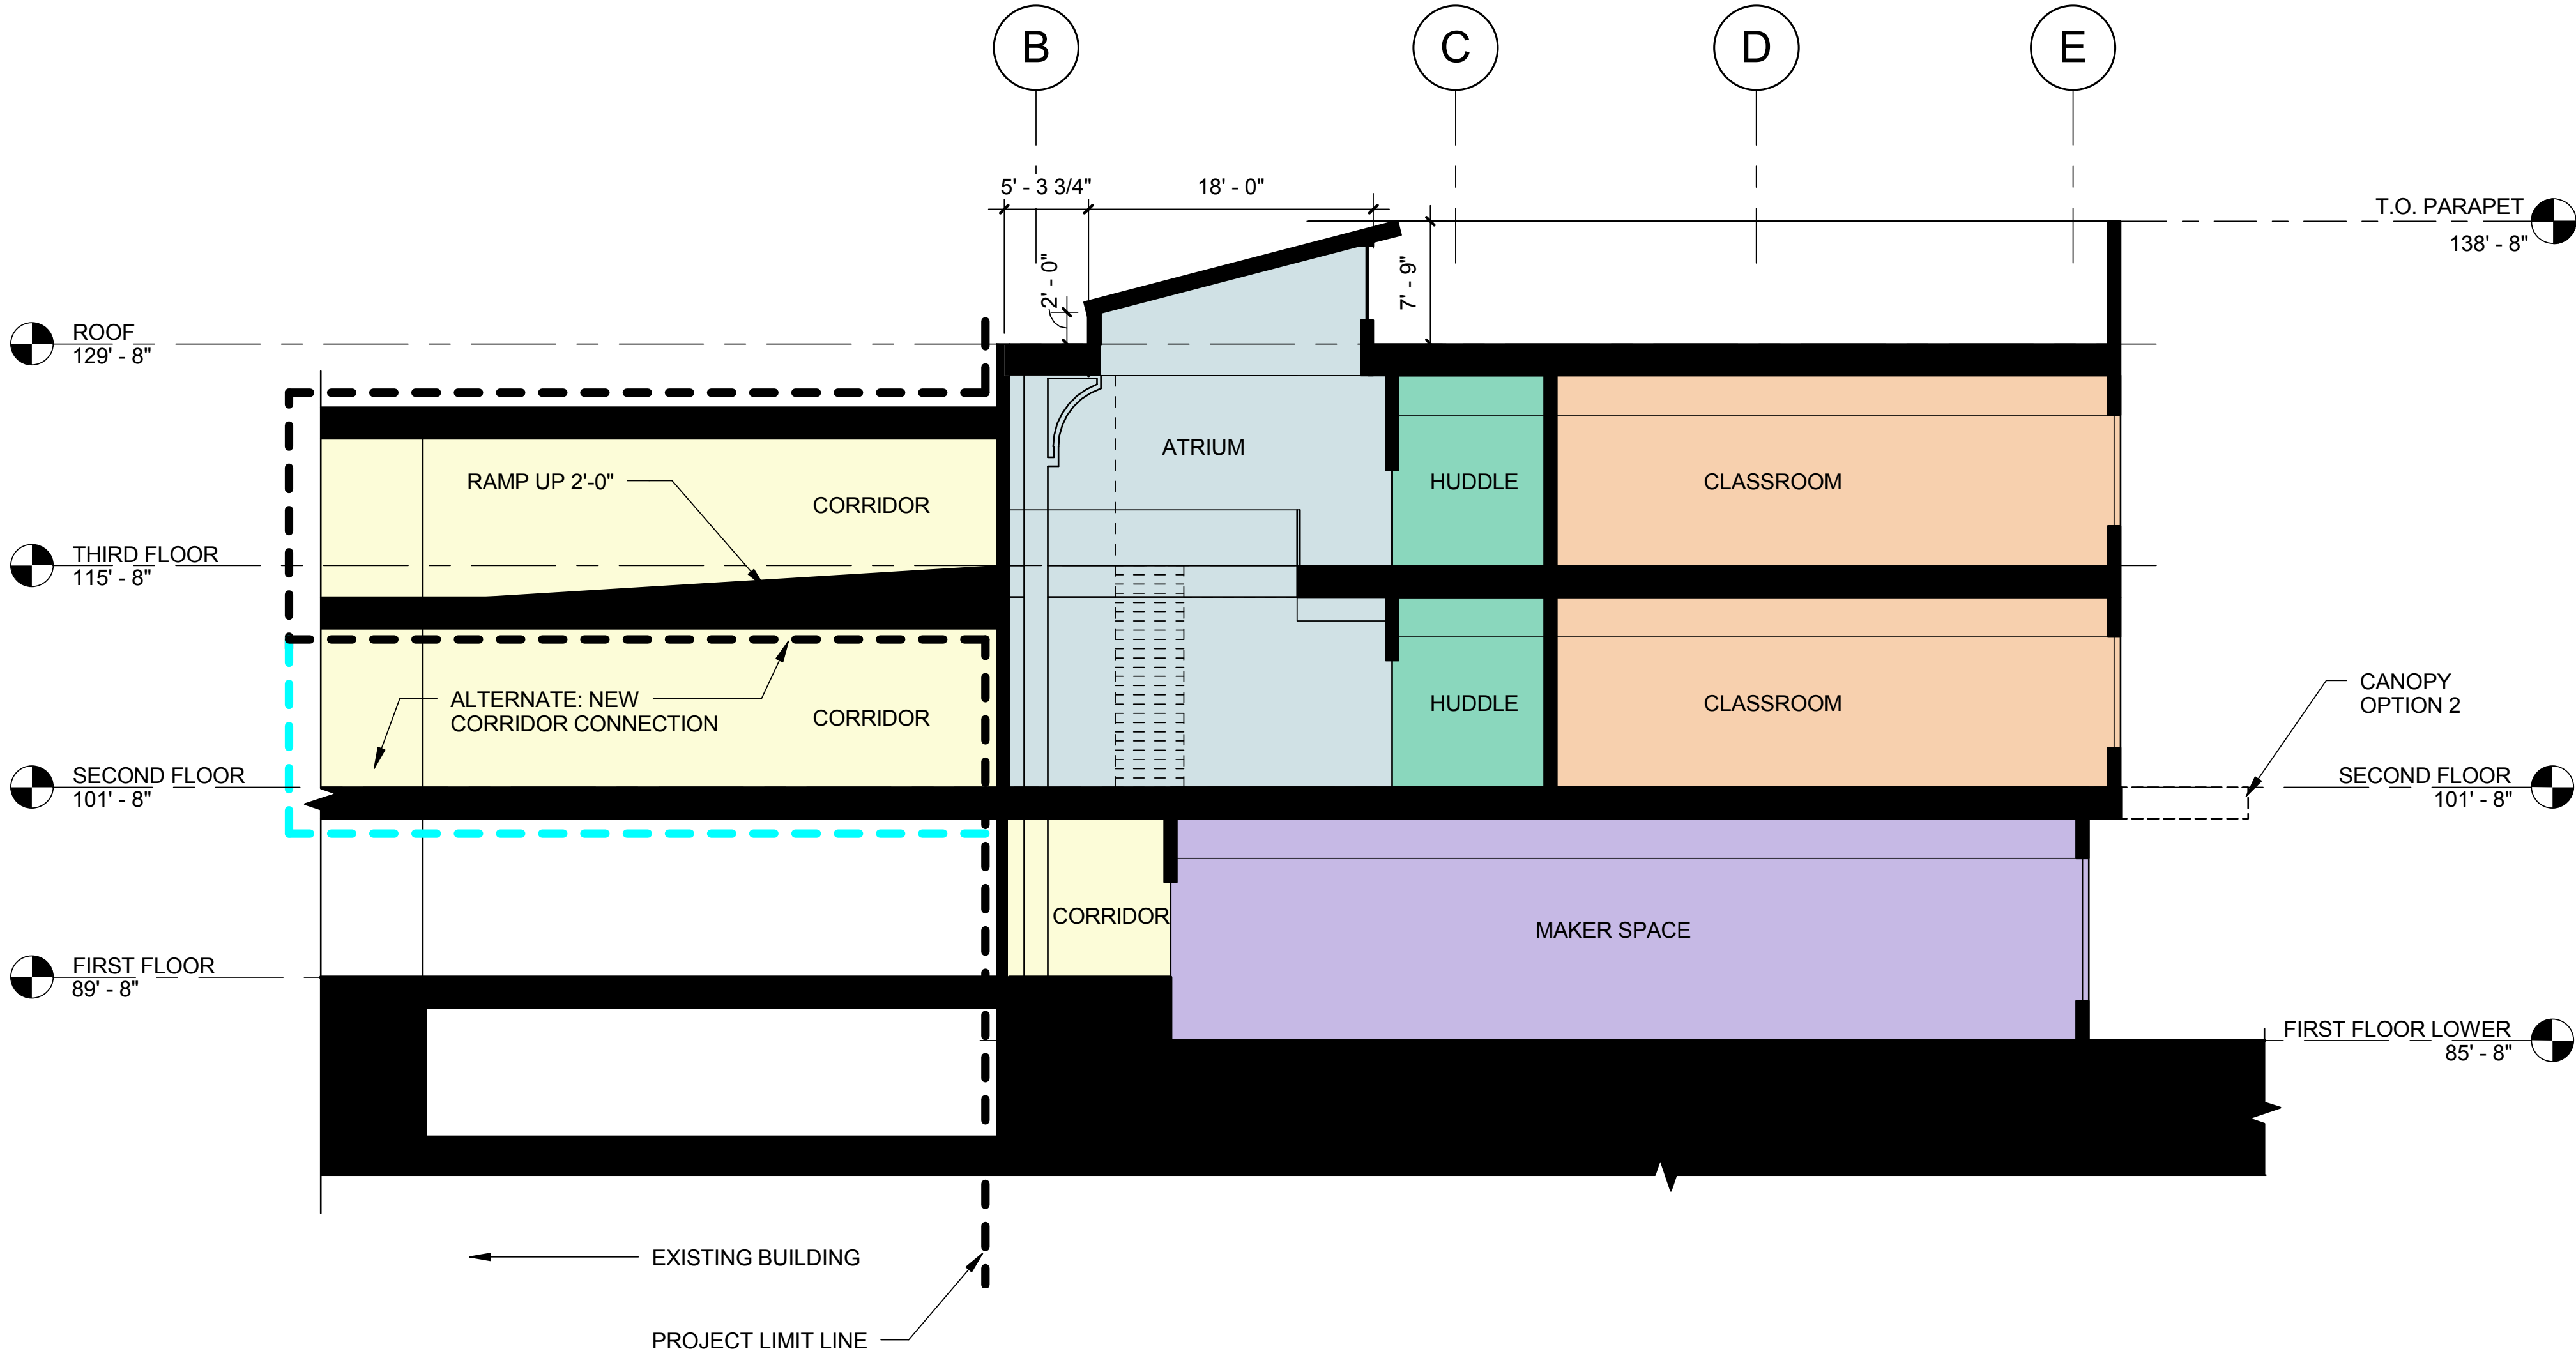 B
C
D
E
5' - 3 3/4"
18' - 0"
T.O. PARAPET
138' - 8"
2' - 0"
7' - 9"
ROOF
129' - 8"
ATRIUM
RAMP UP 2'-0"
HUDDLE
CLASSROOM
CORRIDOR
THIRD FLOOR
115' - 8"
ALTERNATE: NEW
CORRIDOR CONNECTION
CORRIDOR
HUDDLE
CLASSROOM
CANOPY
OPTION 2
SECOND FLOOR
101' - 8"
SECOND FLOOR
101' - 8"
CORRIDOR
MAKER SPACE
FIRST FLOOR
89' - 8"
FIRST FLOOR LOWER
85' - 8"
EXISTING BUILDING
PROJECT LIMIT LINE